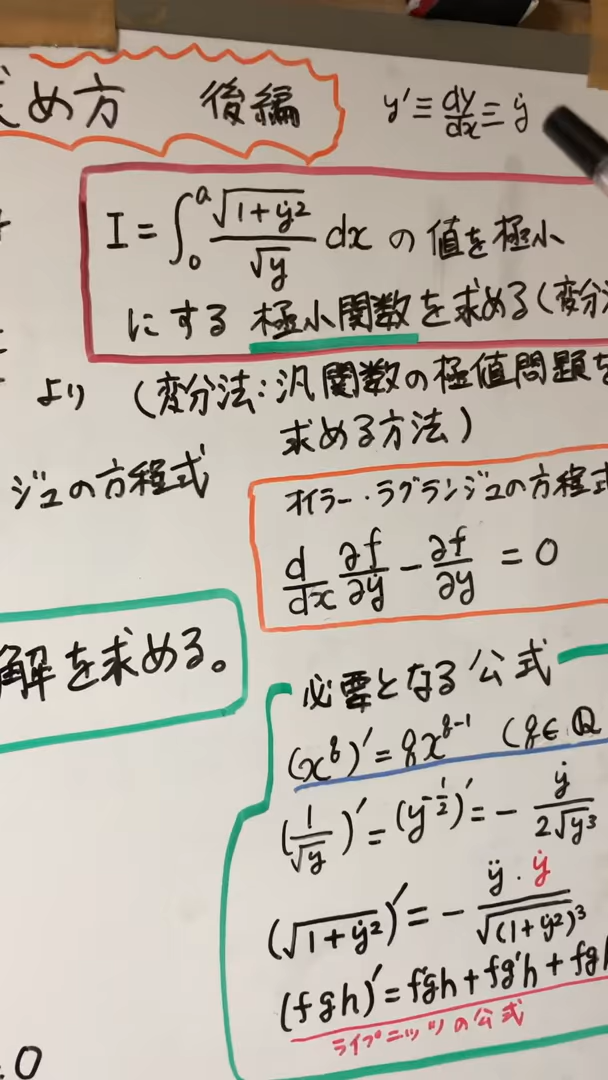 め方 後編
y' ≡ dy/dx ≡ ẏ
I = ∫₀ᵃ √(1+ẏ²)/√y dx の値を極小
にする 極小関数を求める(変分
より (変分法:汎関数の極値問題を
求める方法)
ジュの方程式
オイラー・ラグランジュの方程式
d/dx ∂f/∂ẏ − ∂f/∂y = 0
解を求める。
必要となる公式
(x^q)' = qx^(q-1) (q∈ℚ
(1/√y)' = (y^(-1/2))' = − ẏ/(2√y³)
(√(1+ẏ²))' = − ÿ・ẏ/√(1+ẏ²)³
(fgh)' = f'gh + fg'h + fgh
ライプニッツの公式
0